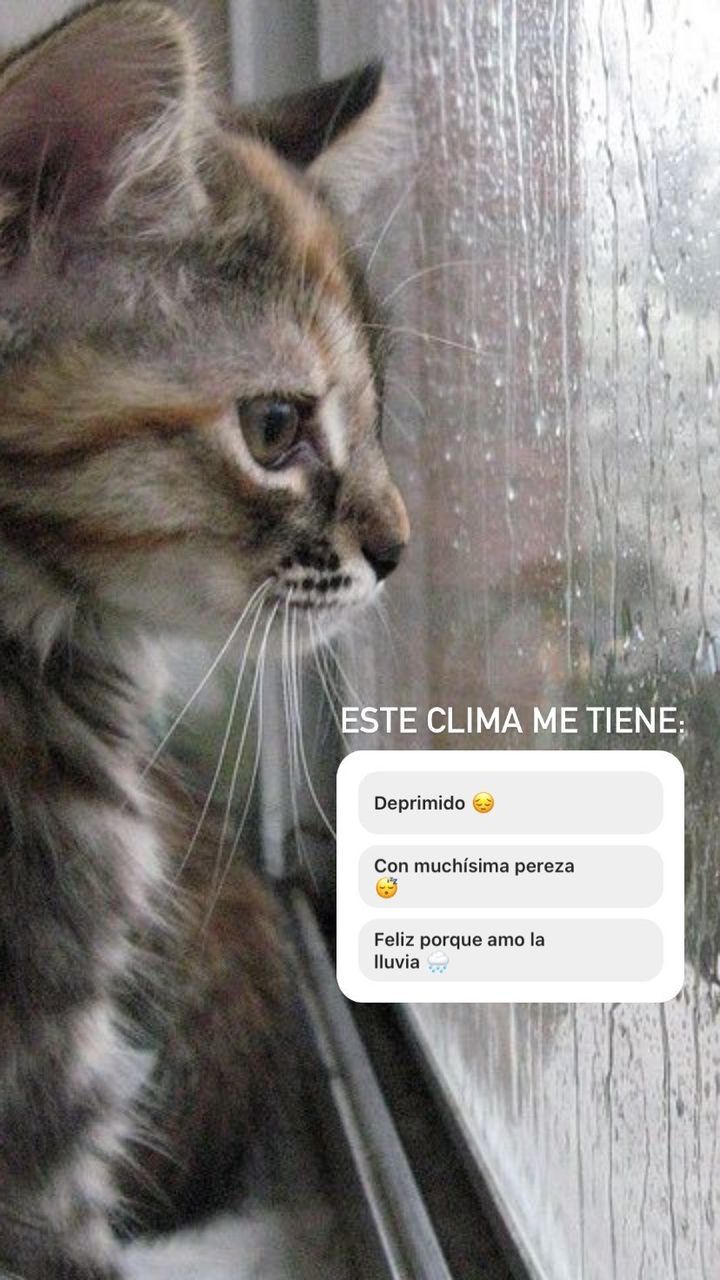 ESTE CLIMA ME TIENE:
Deprimido 😔
Con muchísima pereza
😴
Feliz porque amo la
lluvia 🌧️